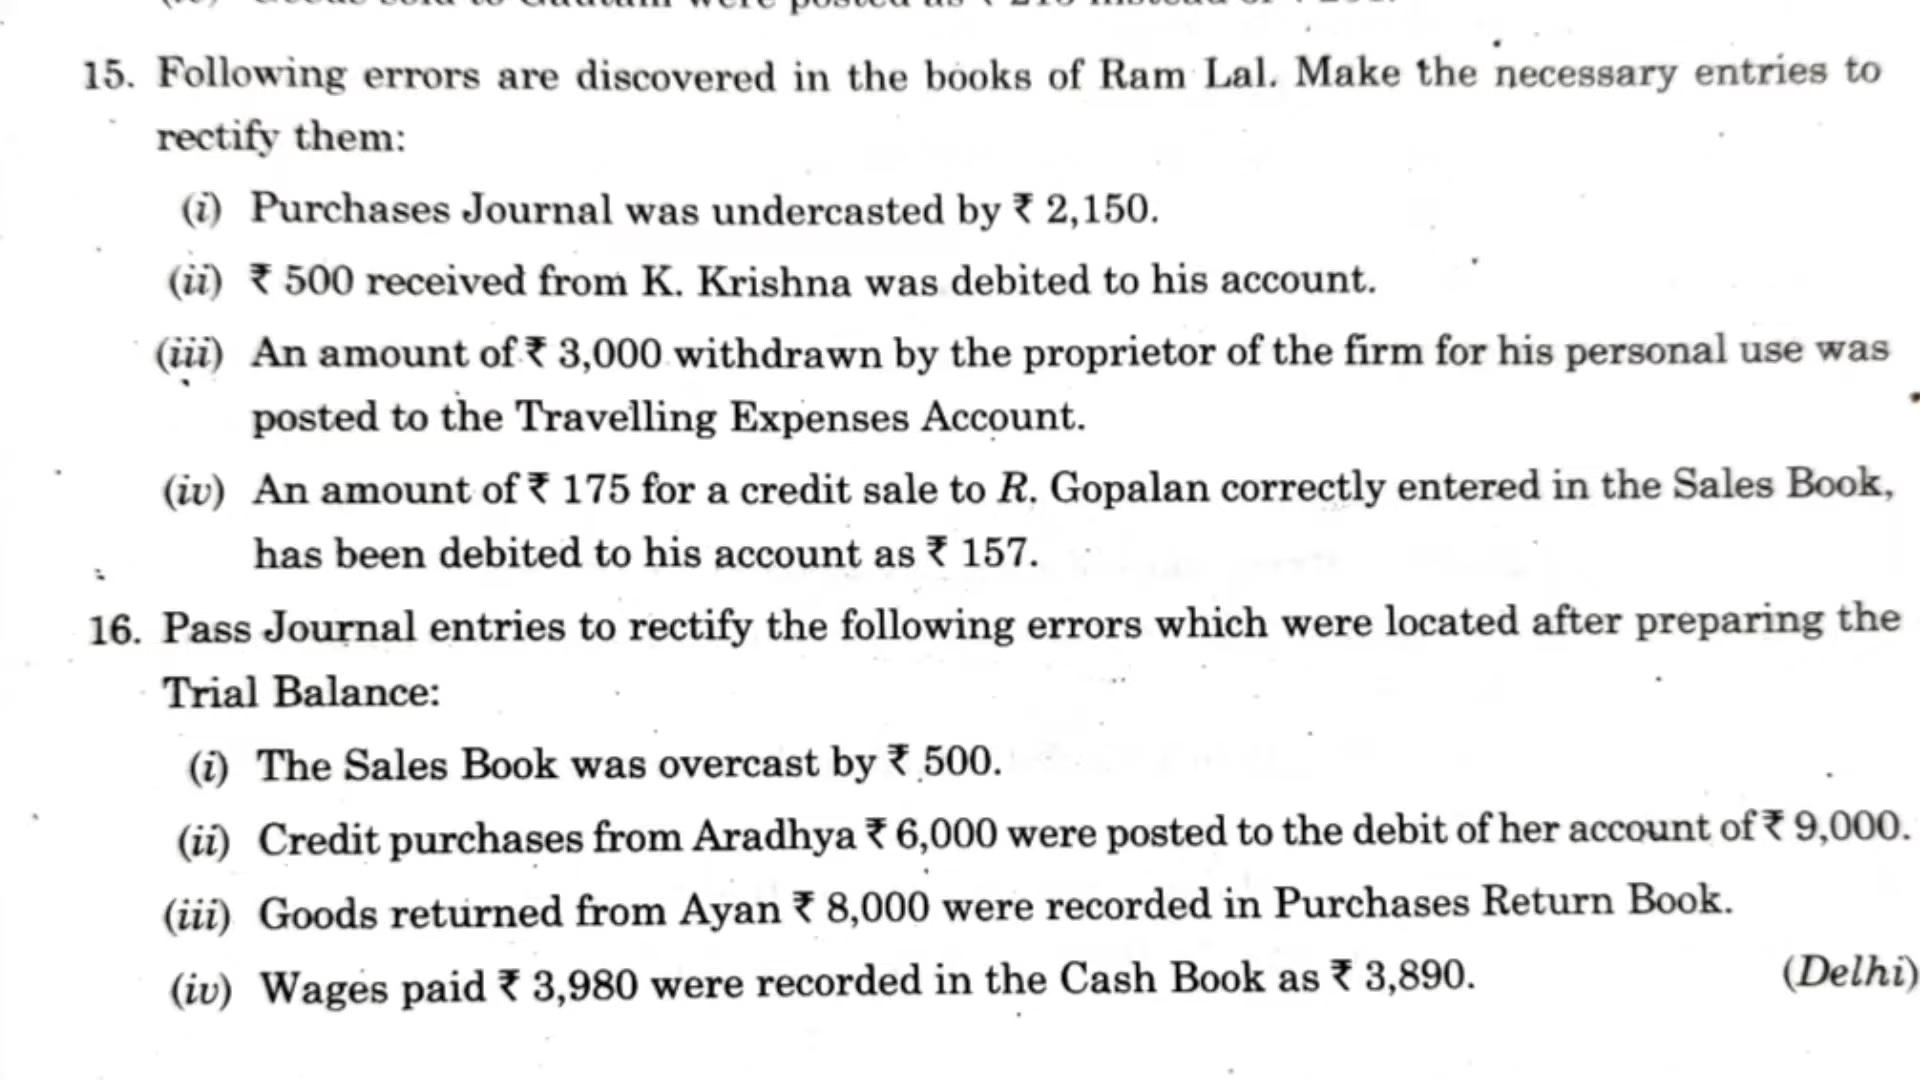 15. Following errors are discovered in the books of Ram Lal. Make the necessary entries to
rectify them:
(i) Purchases Journal was undercasted by ₹ 2,150.
(ii) ₹ 500 received from K. Krishna was debited to his account.
(iii) An amount of ₹ 3,000 withdrawn by the proprietor of the firm for his personal use was
posted to the Travelling Expenses Account.
(iv) An amount of ₹ 175 for a credit sale to R. Gopalan correctly entered in the Sales Book,
has been debited to his account as ₹ 157.
16. Pass Journal entries to rectify the following errors which were located after preparing the
Trial Balance:
(i) The Sales Book was overcast by ₹ 500.
(ii) Credit purchases from Aradhya ₹ 6,000 were posted to the debit of her account of ₹ 9,000.
(iii) Goods returned from Ayan ₹ 8,000 were recorded in Purchases Return Book.
(iv) Wages paid ₹ 3,980 were recorded in the Cash Book as ₹ 3,890. (Delhi)